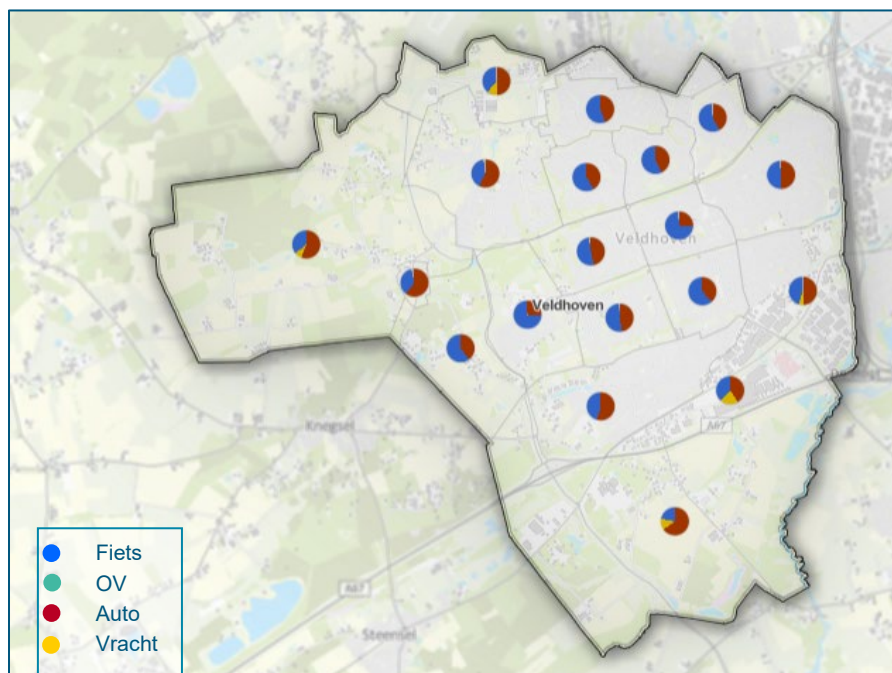 Veldhoven
Veldhoven
Knegsel
A67
A67
Steensel
Fiets
OV
Auto
Vracht